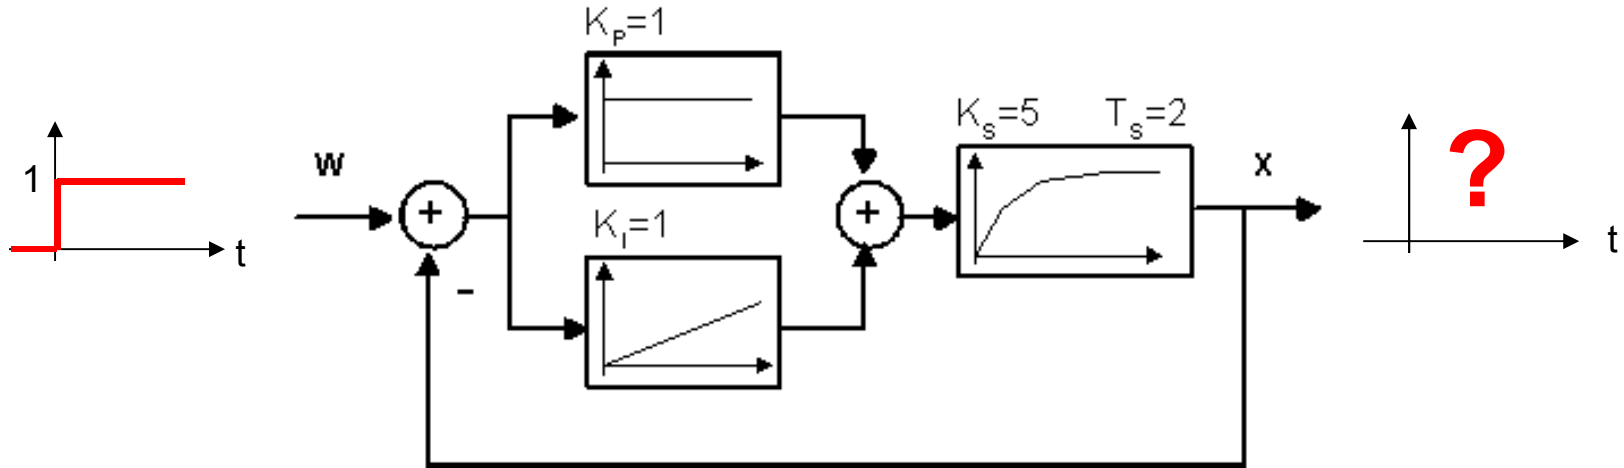 K_P=1
K_S=5 T_S=2
1
w
x
?
+
+
K_I=1
t
t
-